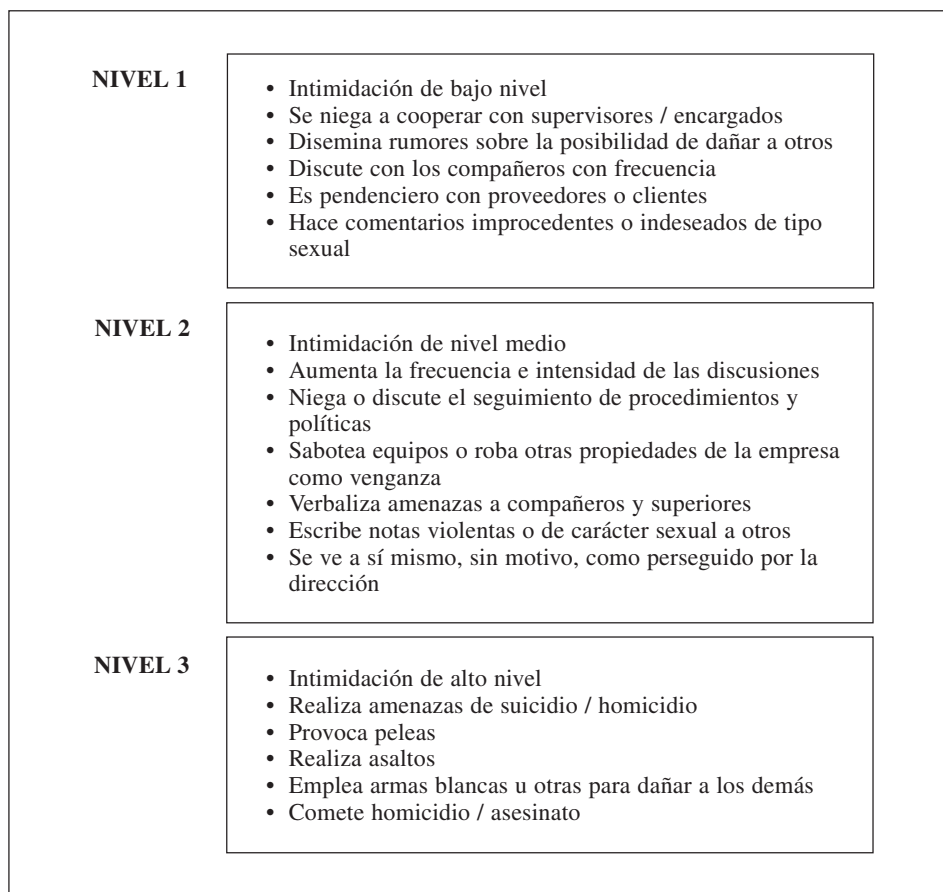 NIVEL 1
• Intimidación de bajo nivel
• Se niega a cooperar con supervisores / encargados
• Disemina rumores sobre la posibilidad de dañar a otros
• Discute con los compañeros con frecuencia
• Es pendenciero con proveedores o clientes
• Hace comentarios improcedentes o indeseados de tipo
sexual
NIVEL 2
• Intimidación de nivel medio
• Aumenta la frecuencia e intensidad de las discusiones
• Niega o discute el seguimiento de procedimientos y
políticas
• Sabotea equipos o roba otras propiedades de la empresa
como venganza
• Verbaliza amenazas a compañeros y superiores
• Escribe notas violentas o de carácter sexual a otros
• Se ve a sí mismo, sin motivo, como perseguido por la
dirección
NIVEL 3
• Intimidación de alto nivel
• Realiza amenazas de suicidio / homicidio
• Provoca peleas
• Realiza asaltos
• Emplea armas blancas u otras para dañar a los demás
• Comete homicidio / asesinato